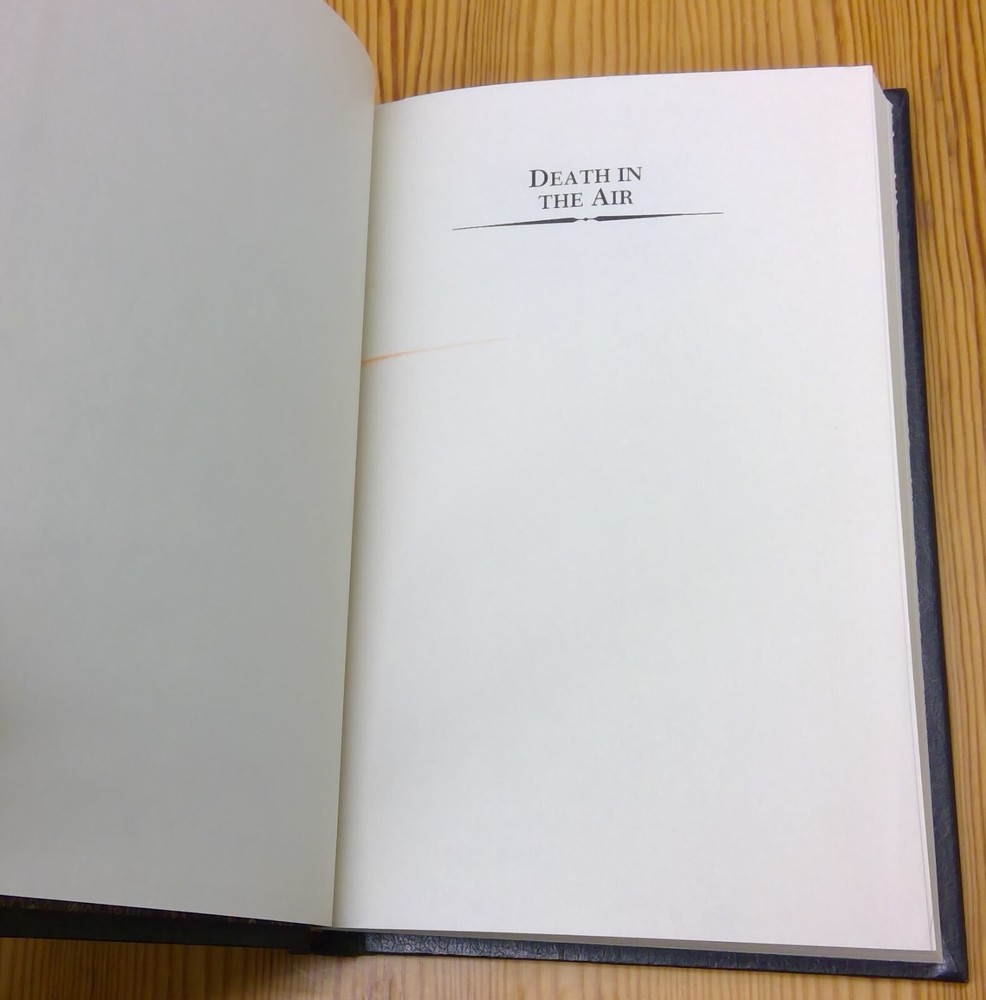 DEATH IN
THE AIR